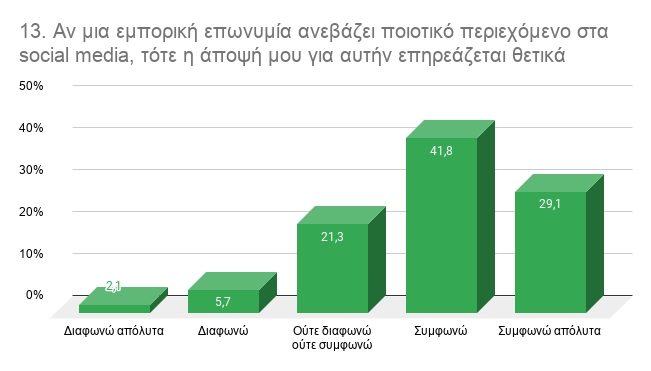 13. Αν μια εμπορική επωνυμία ανεβάζει ποιοτικό περιεχόμενο στα
social media, τότε η άποψή μου για αυτήν επηρεάζεται θετικά
50%
40%
30%
20%
10%
0%
2,1
5,7
21,3
41,8
29,1
Διαφωνώ απόλυτα
Διαφωνώ
Ούτε διαφωνώ
ούτε συμφωνώ
Συμφωνώ
Συμφωνώ απόλυτα